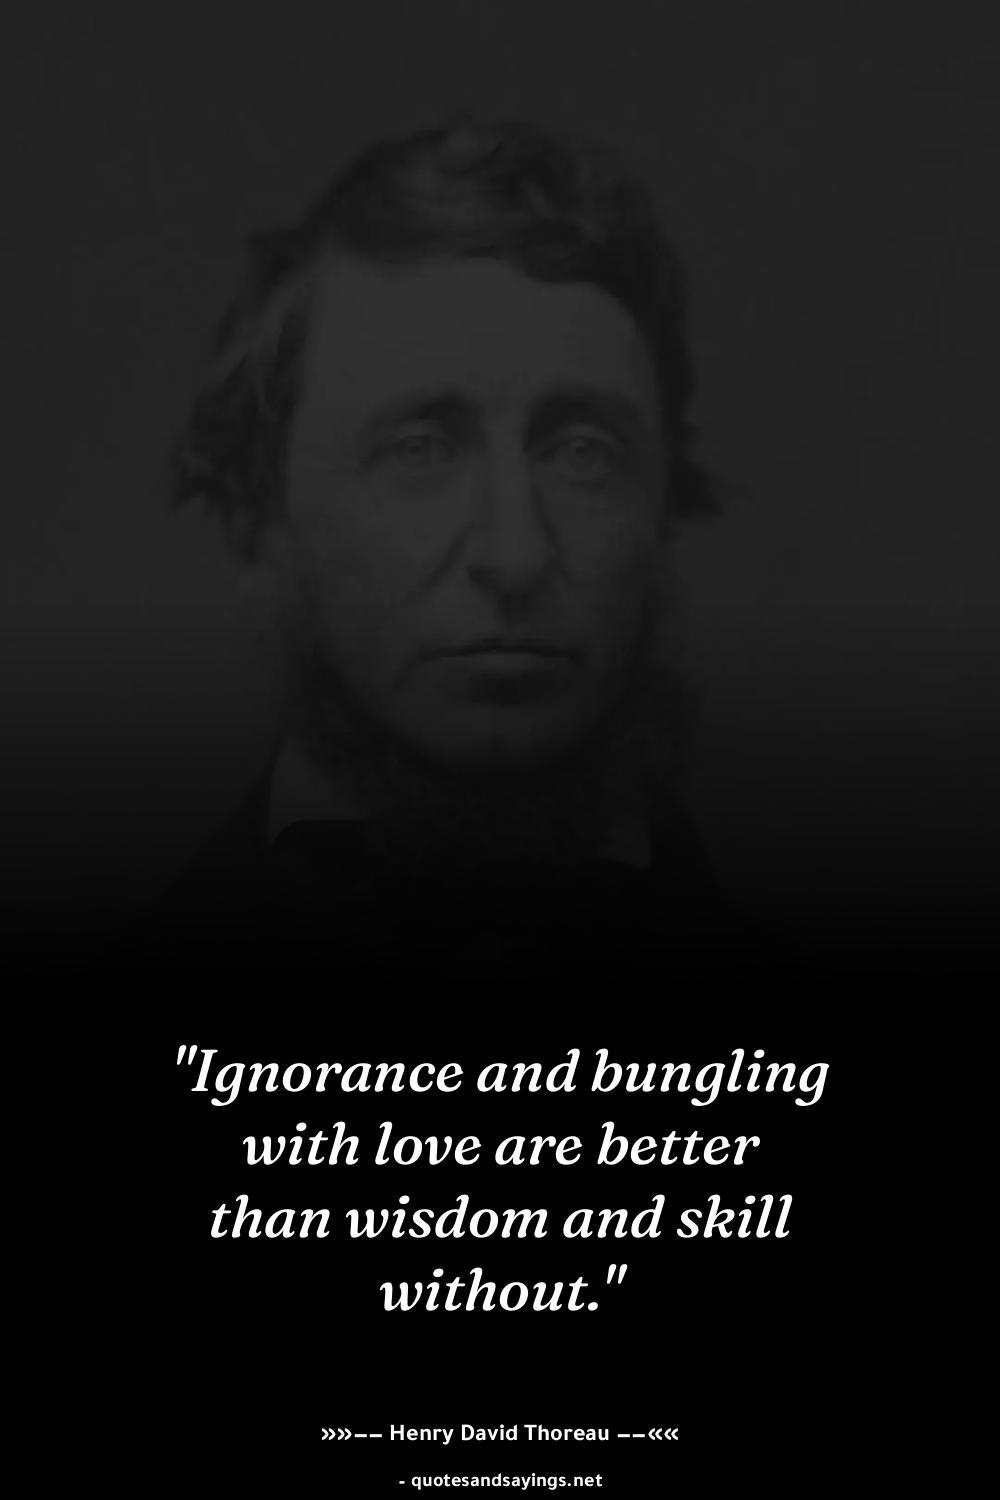 "Ignorance and bungling
with love are better
than wisdom and skill
without."
»»—— Henry David Thoreau ——««
- quotesandsayings.net